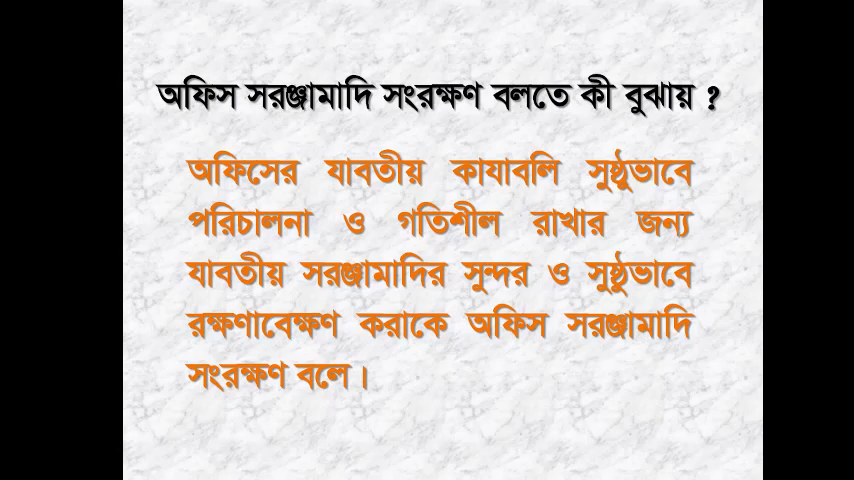 অফিস সরঞ্জামাদি সংরক্ষণ বলতে কী বুঝায় ?
অফিসের যাবতীয় কাযাবলি সুষ্ঠুভাবে
পরিচালনা ও গতিশীল রাখার জন্য
যাবতীয় সরঞ্জামাদির সুন্দর ও সুষ্ঠুভাবে
রক্ষণাবেক্ষণ করাকে অফিস সরঞ্জামাদি
সংরক্ষণ বলে।